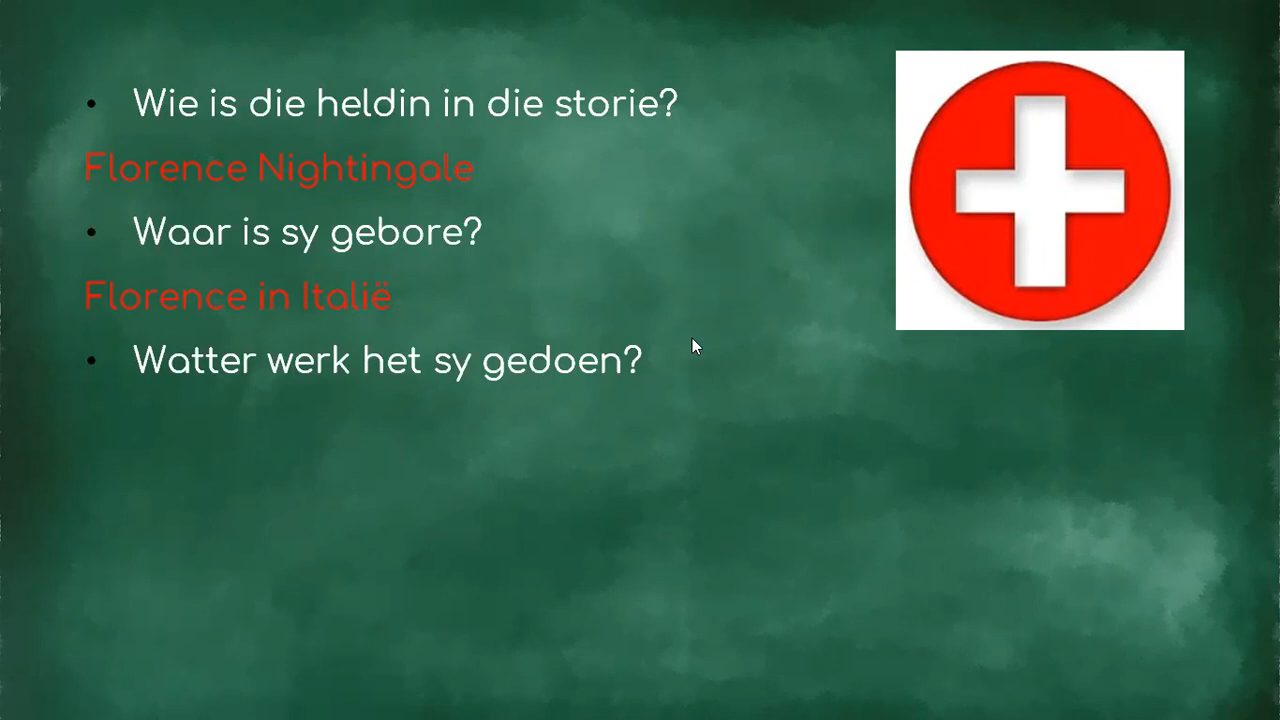 • Wie is die heldin in die storie?
Florence Nightingale
• Waar is sy gebore?
Florence in Italië
• Watter werk het sy gedoen?